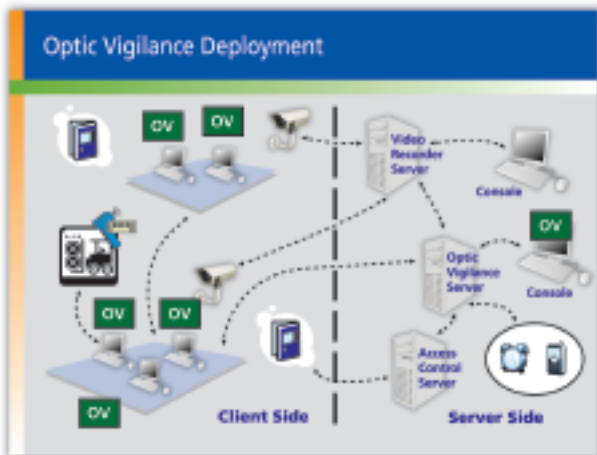 Optic Vigilance Deployment
OV
OV
Video
Recorder
Server
Console
OV
Optic
Vigilance
Server
Console
OV
OV
Access
Control
Server
OV
Client Side
Server Side